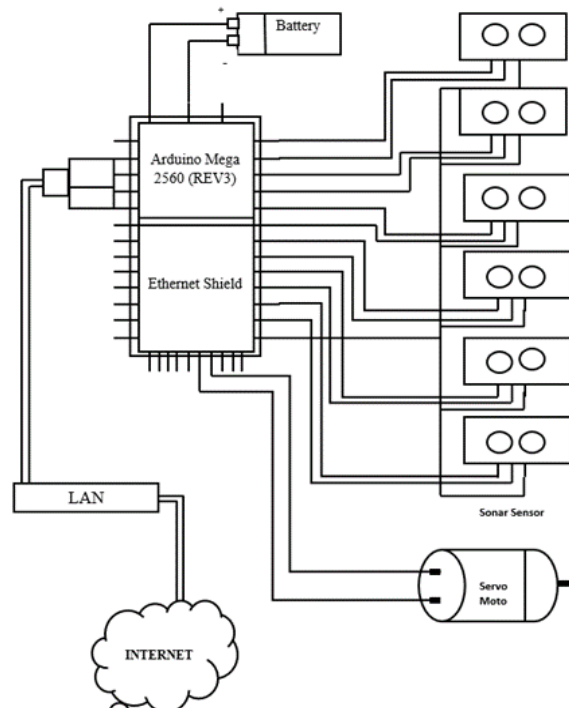 +
Battery
-
Arduino Mega
2560 (REV3)
Ethernet Shield
LAN
Sonar Sensor
Servo
Moto
INTERNET